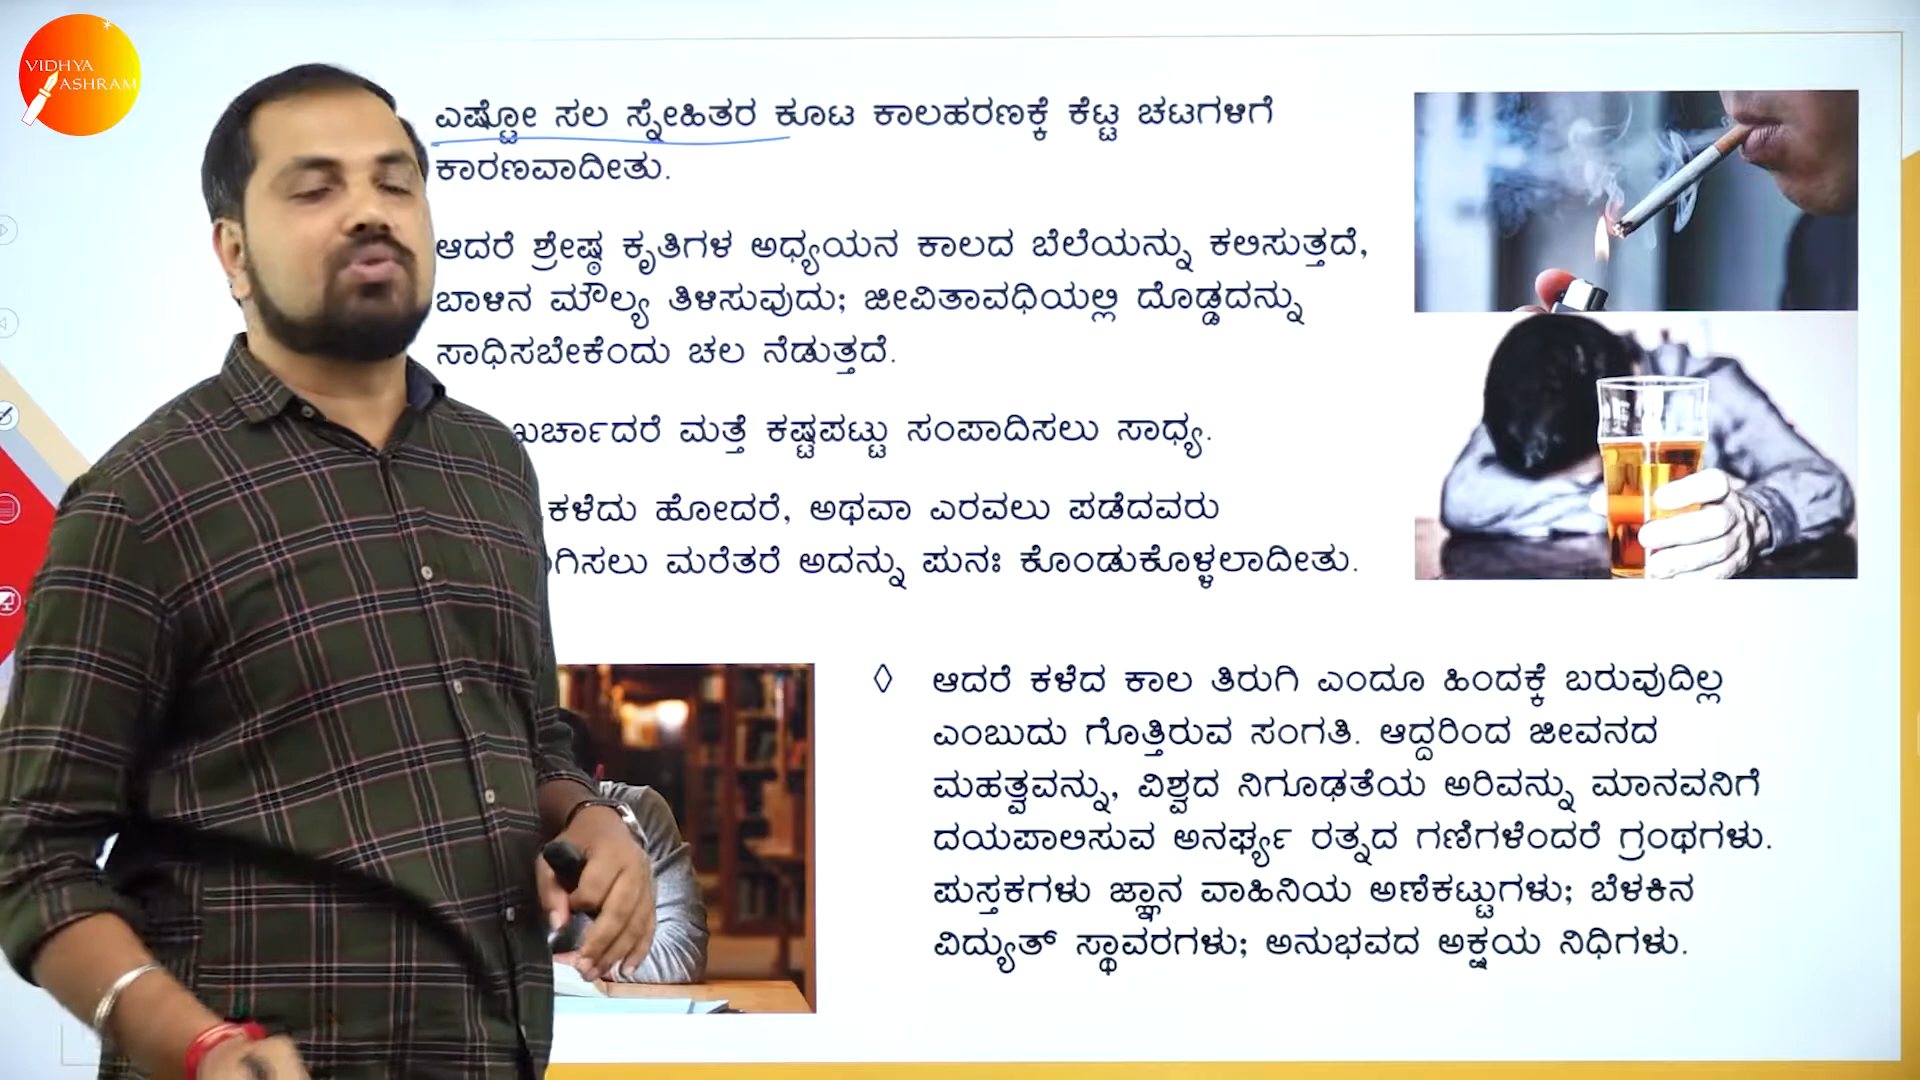 VIDHYA
ASHRAM
ಎಷ್ಟೋ ಸಲ ಸ್ನೇಹಿತರ ಕೂಟ ಕಾಲಹರಣಕ್ಕೆ ಕೆಟ್ಟ ಚಟಗಳಿಗೆ
ಕಾರಣವಾದೀತು.
ಆದರೆ ಶ್ರೇಷ್ಠ ಕೃತಿಗಳ ಅಧ್ಯಯನ ಕಾಲದ ಬೆಲೆಯನ್ನು ಕಲಿಸುತ್ತದೆ,
ಬಾಳಿನ ಮೌಲ್ಯ ತಿಳಿಸುವುದು; ಜೀವಿತಾವಧಿಯಲ್ಲಿ ದೊಡ್ಡದನ್ನು
ಸಾಧಿಸಬೇಕೆಂದು ಚಲ ನೆಡುತ್ತದೆ.
ಖರ್ಚಾದರೆ ಮತ್ತೆ ಕಷ್ಟಪಟ್ಟು ಸಂಪಾದಿಸಲು ಸಾಧ್ಯ.
ಕಳೆದು ಹೋದರೆ, ಅಥವಾ ಎರವಲು ಪಡೆದವರು
ಮರೆತರೆ ಅದನ್ನು ಪುನಃ ಕೊಂಡುಕೊಳ್ಳಲಾದೀತು.
◊ ಆದರೆ ಕಳೆದ ಕಾಲ ತಿರುಗಿ ಎಂದೂ ಹಿಂದಕ್ಕೆ ಬರುವುದಿಲ್ಲ
ಎಂಬುದು ಗೊತ್ತಿರುವ ಸಂಗತಿ. ಆದ್ದರಿಂದ ಜೀವನದ
ಮಹತ್ವವನ್ನು, ವಿಶ್ವದ ನಿಗೂಢತೆಯ ಅರಿವನ್ನು ಮಾನವನಿಗೆ
ದಯಪಾಲಿಸುವ ಅನರ್ಘ್ಯ ರತ್ನದ ಗಣಿಗಳೆಂದರೆ ಗ್ರಂಥಗಳು.
ಪುಸ್ತಕಗಳು ಜ್ಞಾನ ವಾಹಿನಿಯ ಅಣೆಕಟ್ಟುಗಳು; ಬೆಳಕಿನ
ವಿದ್ಯುತ್ ಸ್ಥಾವರಗಳು; ಅನುಭವದ ಅಕ್ಷಯ ನಿಧಿಗಳು.